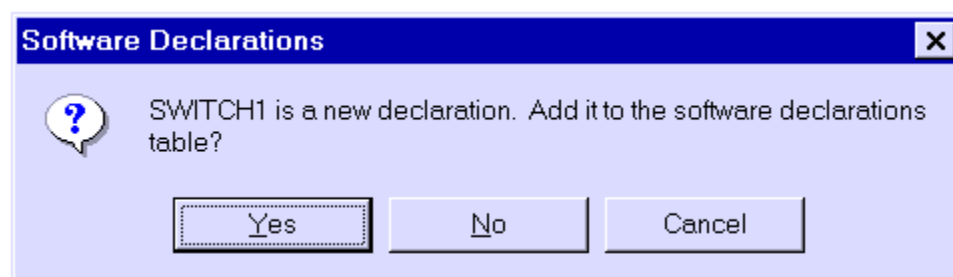 Software Declarations
SWITCH1 is a new declaration. Add it to the software declarations
table?
Yes No Cancel